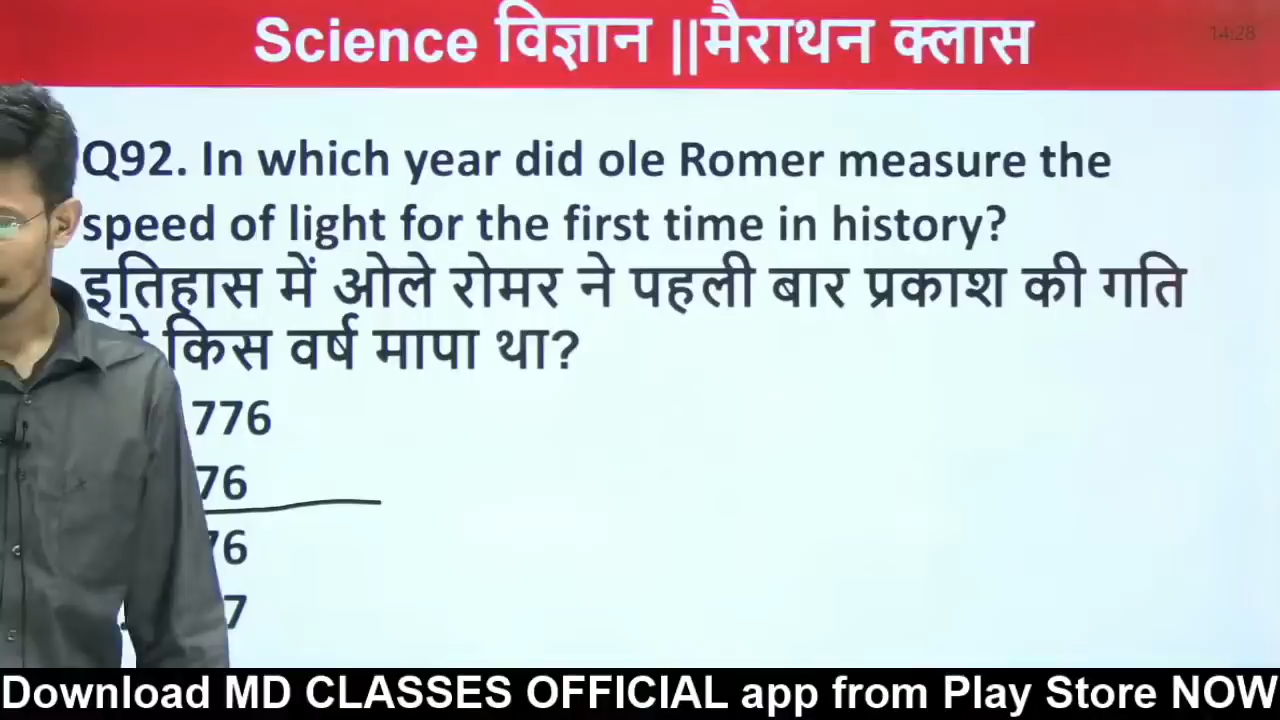 Science विज्ञान ||मैराथन क्लास
14:28
Q92. In which year did ole Romer measure the
speed of light for the first time in history?
इतिहास में ओले रोमर ने पहली बार प्रकाश की गति
किस वर्ष मापा था?
776
76
76
7
Download MD CLASSES OFFICIAL app from Play Store NOW